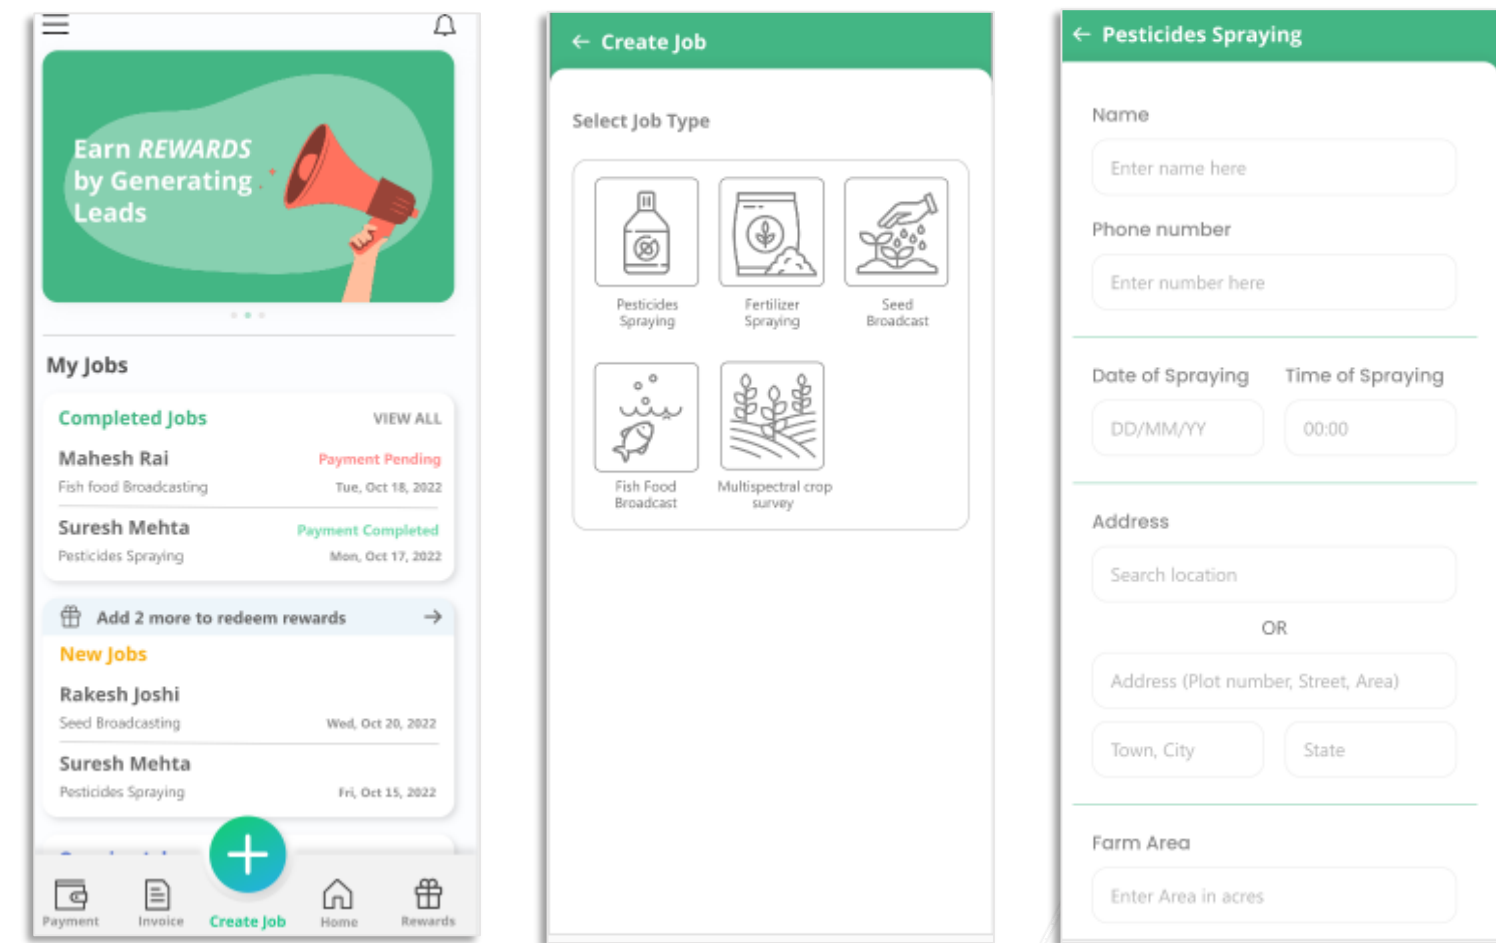 Earn REWARDS
by Generating
Leads
My Jobs
Completed Jobs VIEW ALL
Mahesh Rai Payment Pending
Fish food Broadcasting Tue, Oct 18, 2022
Suresh Mehta Payment Completed
Pesticides Spraying Mon, Oct 17, 2022
Add 2 more to redeem rewards →
New Jobs
Rakesh Joshi
Seed Broadcasting Wed, Oct 20, 2022
Suresh Mehta
Pesticides Spraying Fri, Oct 15, 2022
Payment Invoice Create Job Home Rewards
← Create Job
Select Job Type
Pesticides Fertilizer Seed
Spraying Spraying Broadcast
Fish Food Multispectral crop
Broadcast survey
← Pesticides Spraying
Name
Enter name here
Phone number
Enter number here
Date of Spraying Time of Spraying
DD/MM/YY 00:00
Address
Search location
OR
Address (Plot number, Street, Area)
Town, City State
Farm Area
Enter Area in acres